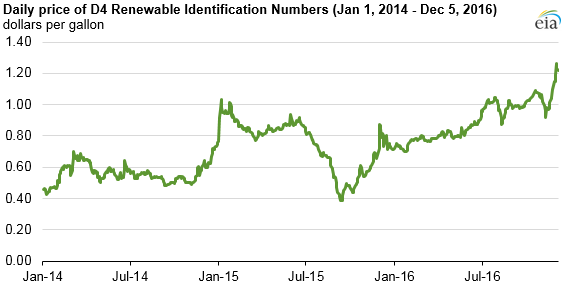 Daily price of D4 Renewable Identification Numbers (Jan 1, 2014 - Dec 5, 2016)
dollars per gallon
eia
1.40
1.20
1.00
0.80
0.60
0.40
0.20
0.00
Jan-14 Jul-14 Jan-15 Jul-15 Jan-16 Jul-16